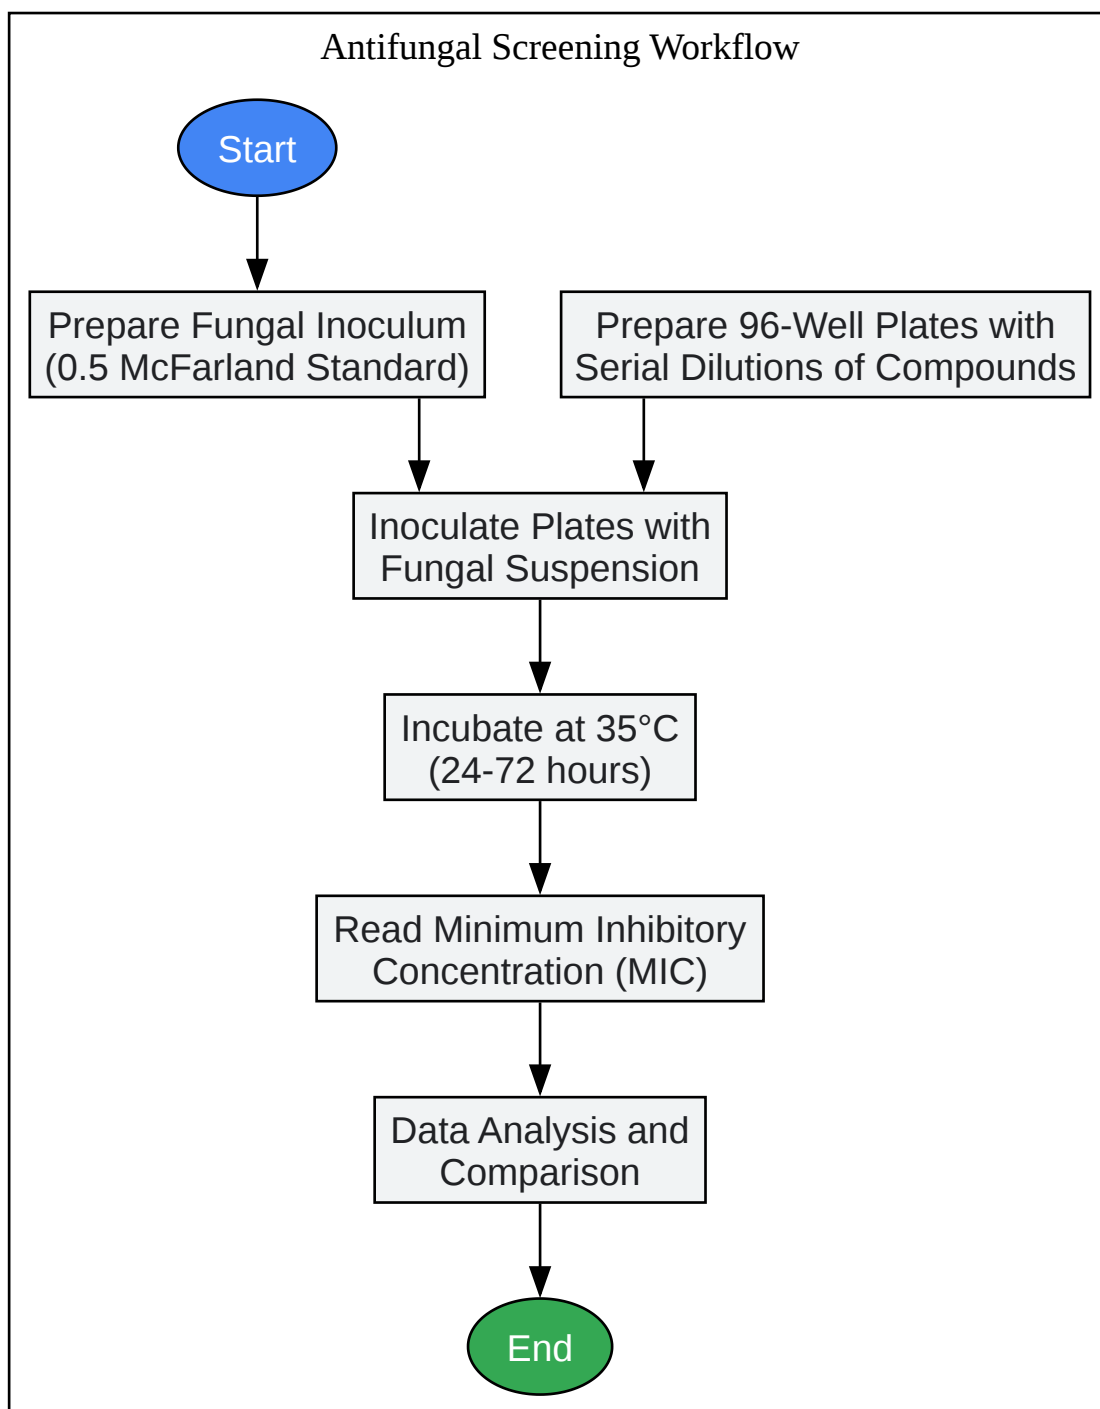 Antifungal Screening Workflow
Start
Prepare Fungal Inoculum
(0.5 McFarland Standard)
Prepare 96-Well Plates with
Serial Dilutions of Compounds
Inoculate Plates with
Fungal Suspension
Incubate at 35°C
(24-72 hours)
Read Minimum Inhibitory
Concentration (MIC)
Data Analysis and
Comparison
End